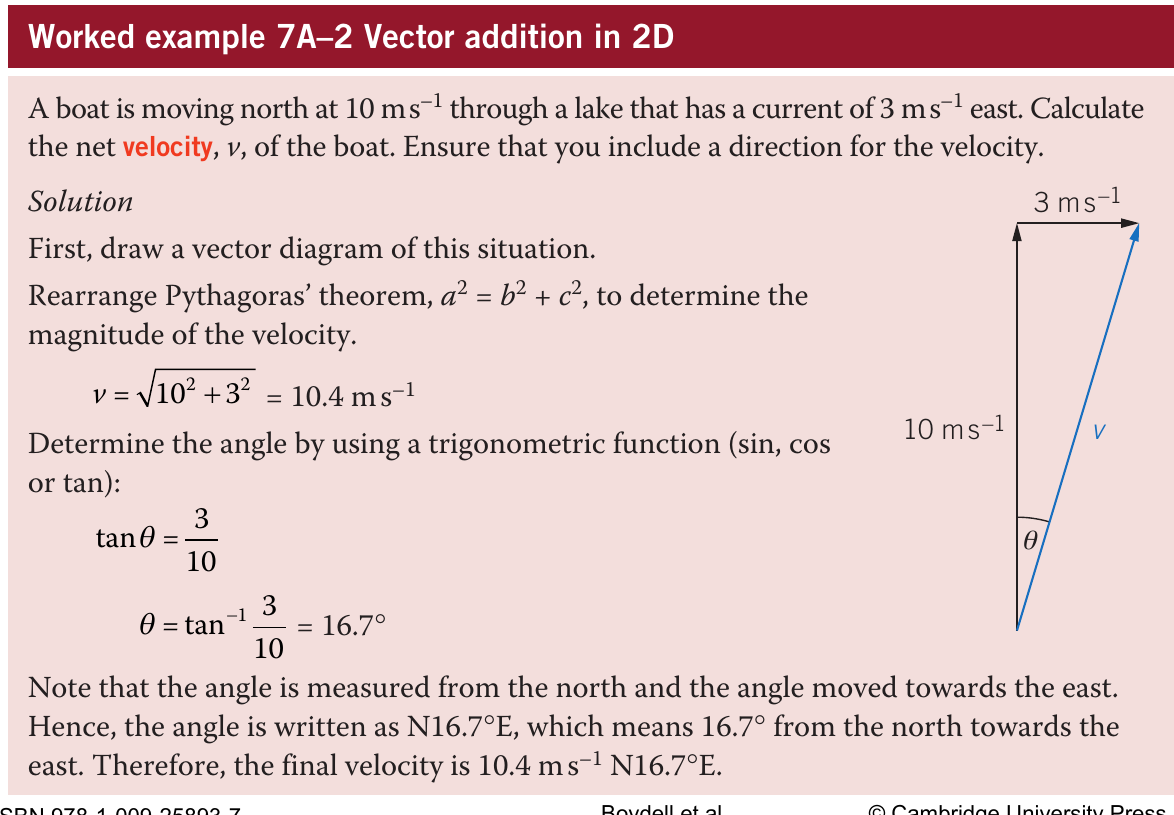 Worked example 7A–2 Vector addition in 2D
A boat is moving north at 10 m s⁻¹ through a lake that has a current of 3 m s⁻¹ east. Calculate
the net velocity, v, of the boat. Ensure that you include a direction for the velocity.
Solution
First, draw a vector diagram of this situation.
Rearrange Pythagoras’ theorem, a² = b² + c², to determine the
magnitude of the velocity.
v = √(10² + 3²) = 10.4 m s⁻¹
Determine the angle by using a trigonometric function (sin, cos
or tan):
tan θ = 3/10
θ = tan⁻¹ 3/10 = 16.7°
3 m s⁻¹
10 m s⁻¹
v
θ
Note that the angle is measured from the north and the angle moved towards the east.
Hence, the angle is written as N16.7°E, which means 16.7° from the north towards the
east. Therefore, the final velocity is 10.4 m s⁻¹ N16.7°E.
SBN 978-1-009-25893-7 Boydell et al © Cambridge University Press